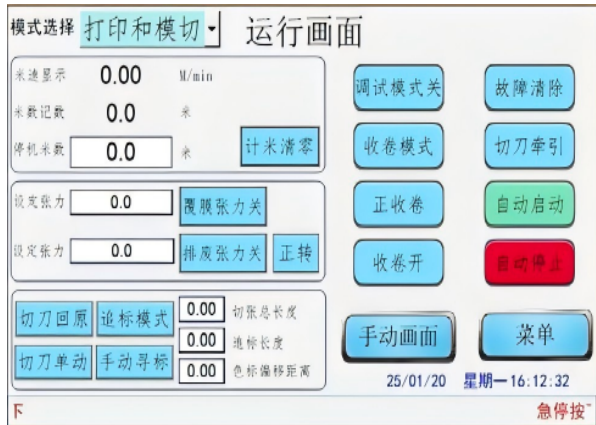 模式选择 打印和模切 运行画面
米速显示 0.00 M/min
米数记数 0.0 米
停机米数 0.0 米 计米清零
设定张力 0.0 覆膜张力关
设定张力 0.0 排废张力关 正转
切刀回原 追标模式 0.00 切张总长度
0.00 追标长度
切刀单动 手动寻标 0.00 色标偏移距离
调试模式关 故障清除
收卷模式 切刀牵引
正收卷 自动启动
收卷开 自动停止
手动画面 菜单
25/01/20 星期一16:12:32
下 急停按